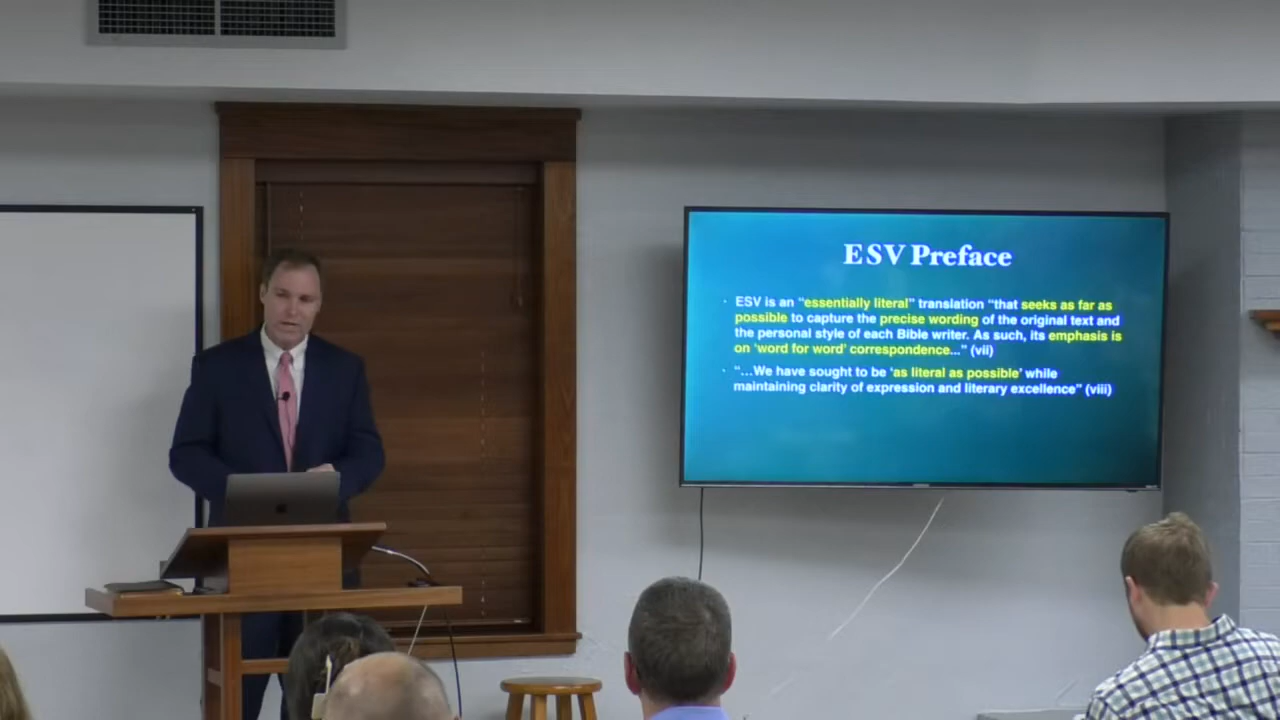 ESV Preface
· ESV is an “essentially literal” translation “that seeks as far as
possible to capture the precise wording of the original text and
the personal style of each Bible writer. As such, its emphasis is
on ‘word for word’ correspondence...” (vii)
· “...We have sought to be ‘as literal as possible’ while
maintaining clarity of expression and literary excellence” (viii)